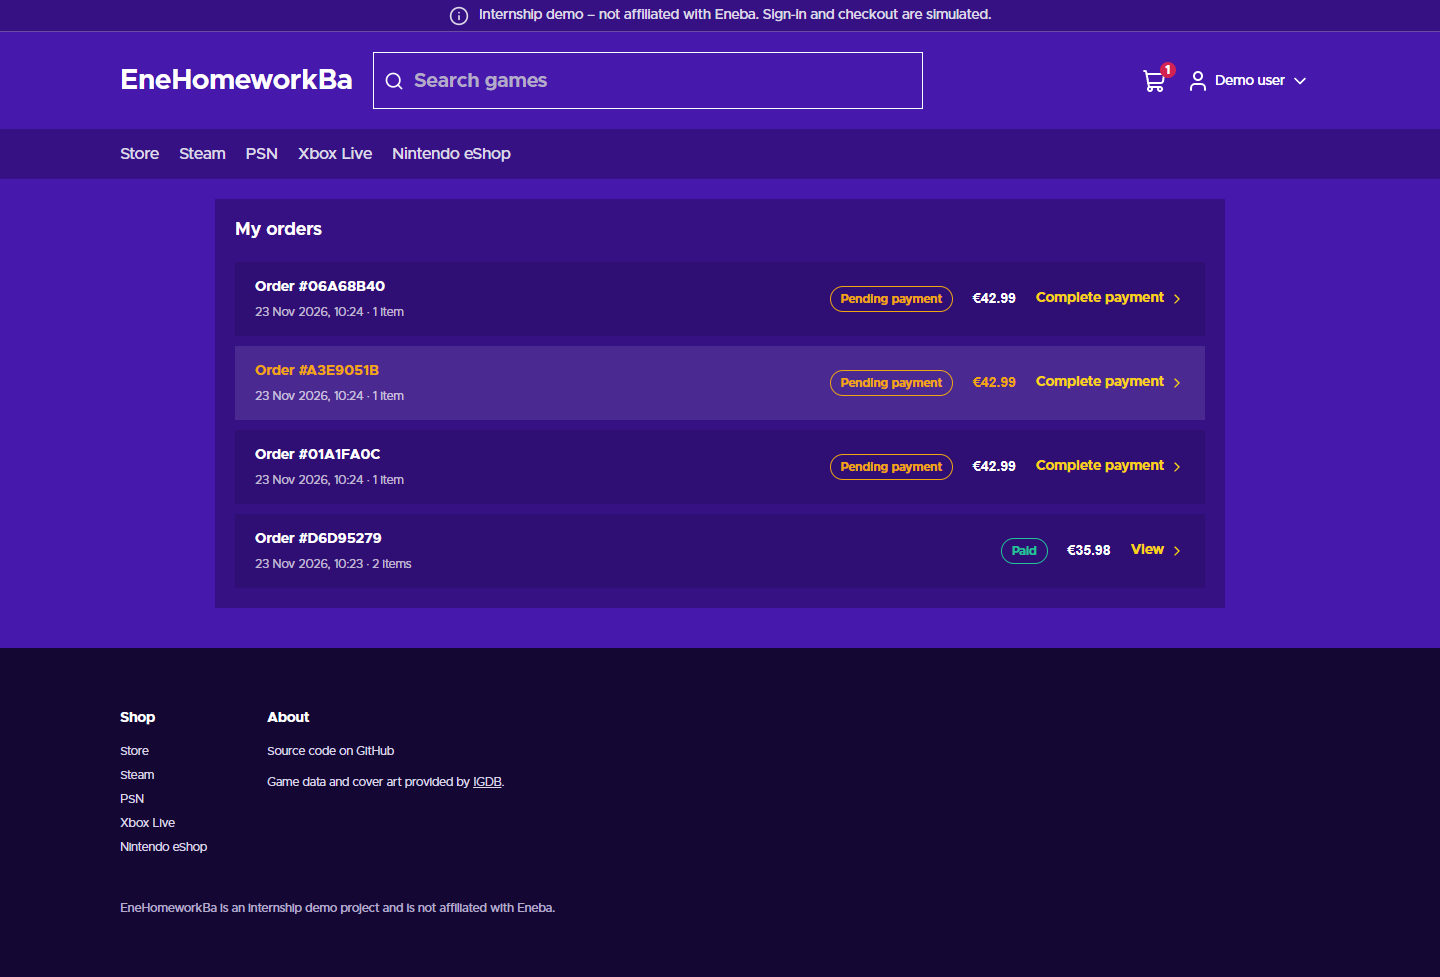 Internship demo – not affiliated with Eneba. Sign-in and checkout are simulated.
EneHomeworkBa
Search games
1
Demo user
Store Steam PSN Xbox Live Nintendo eShop
My orders
Order #06A68B40
23 Nov 2026, 10:24 · 1 item
Pending payment €42.99 Complete payment
Order #A3E9051B
23 Nov 2026, 10:24 · 1 item
Pending payment €42.99 Complete payment
Order #01A1FA0C
23 Nov 2026, 10:24 · 1 item
Pending payment €42.99 Complete payment
Order #D6D95279
23 Nov 2026, 10:23 · 2 items
Paid €35.98 View
Shop
Store
Steam
PSN
Xbox Live
Nintendo eShop
About
Source code on GitHub
Game data and cover art provided by IGDB.
EneHomeworkBa is an internship demo project and is not affiliated with Eneba.